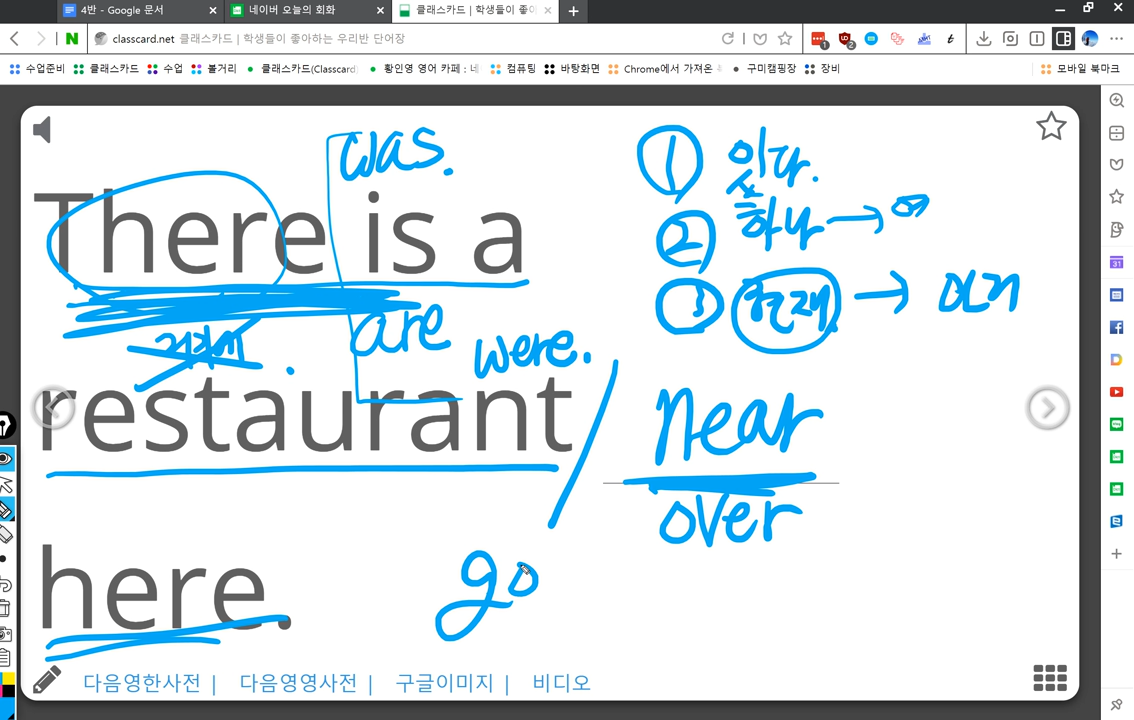 4반 - Google 문서
네이버 오늘의 회화
클래스카드 | 학생들이 좋아
N classcard.net 클래스카드 | 학생들이 좋아하는 우리반 단어장
수업준비 클래스카드 수업 볼거리 클래스카드(Classcard 황인영 영어 카페 : 네 컴퓨팅 바탕화면 Chrome에서 가져온 구미캠핑장 장비 모바일 북마크
was.
There is a
① 있다.
② 하나 →
③ 현재 →
are were.
restaurant
near
over
here.
go
다음영한사전 | 다음영영사전 | 구글이미지 | 비디오